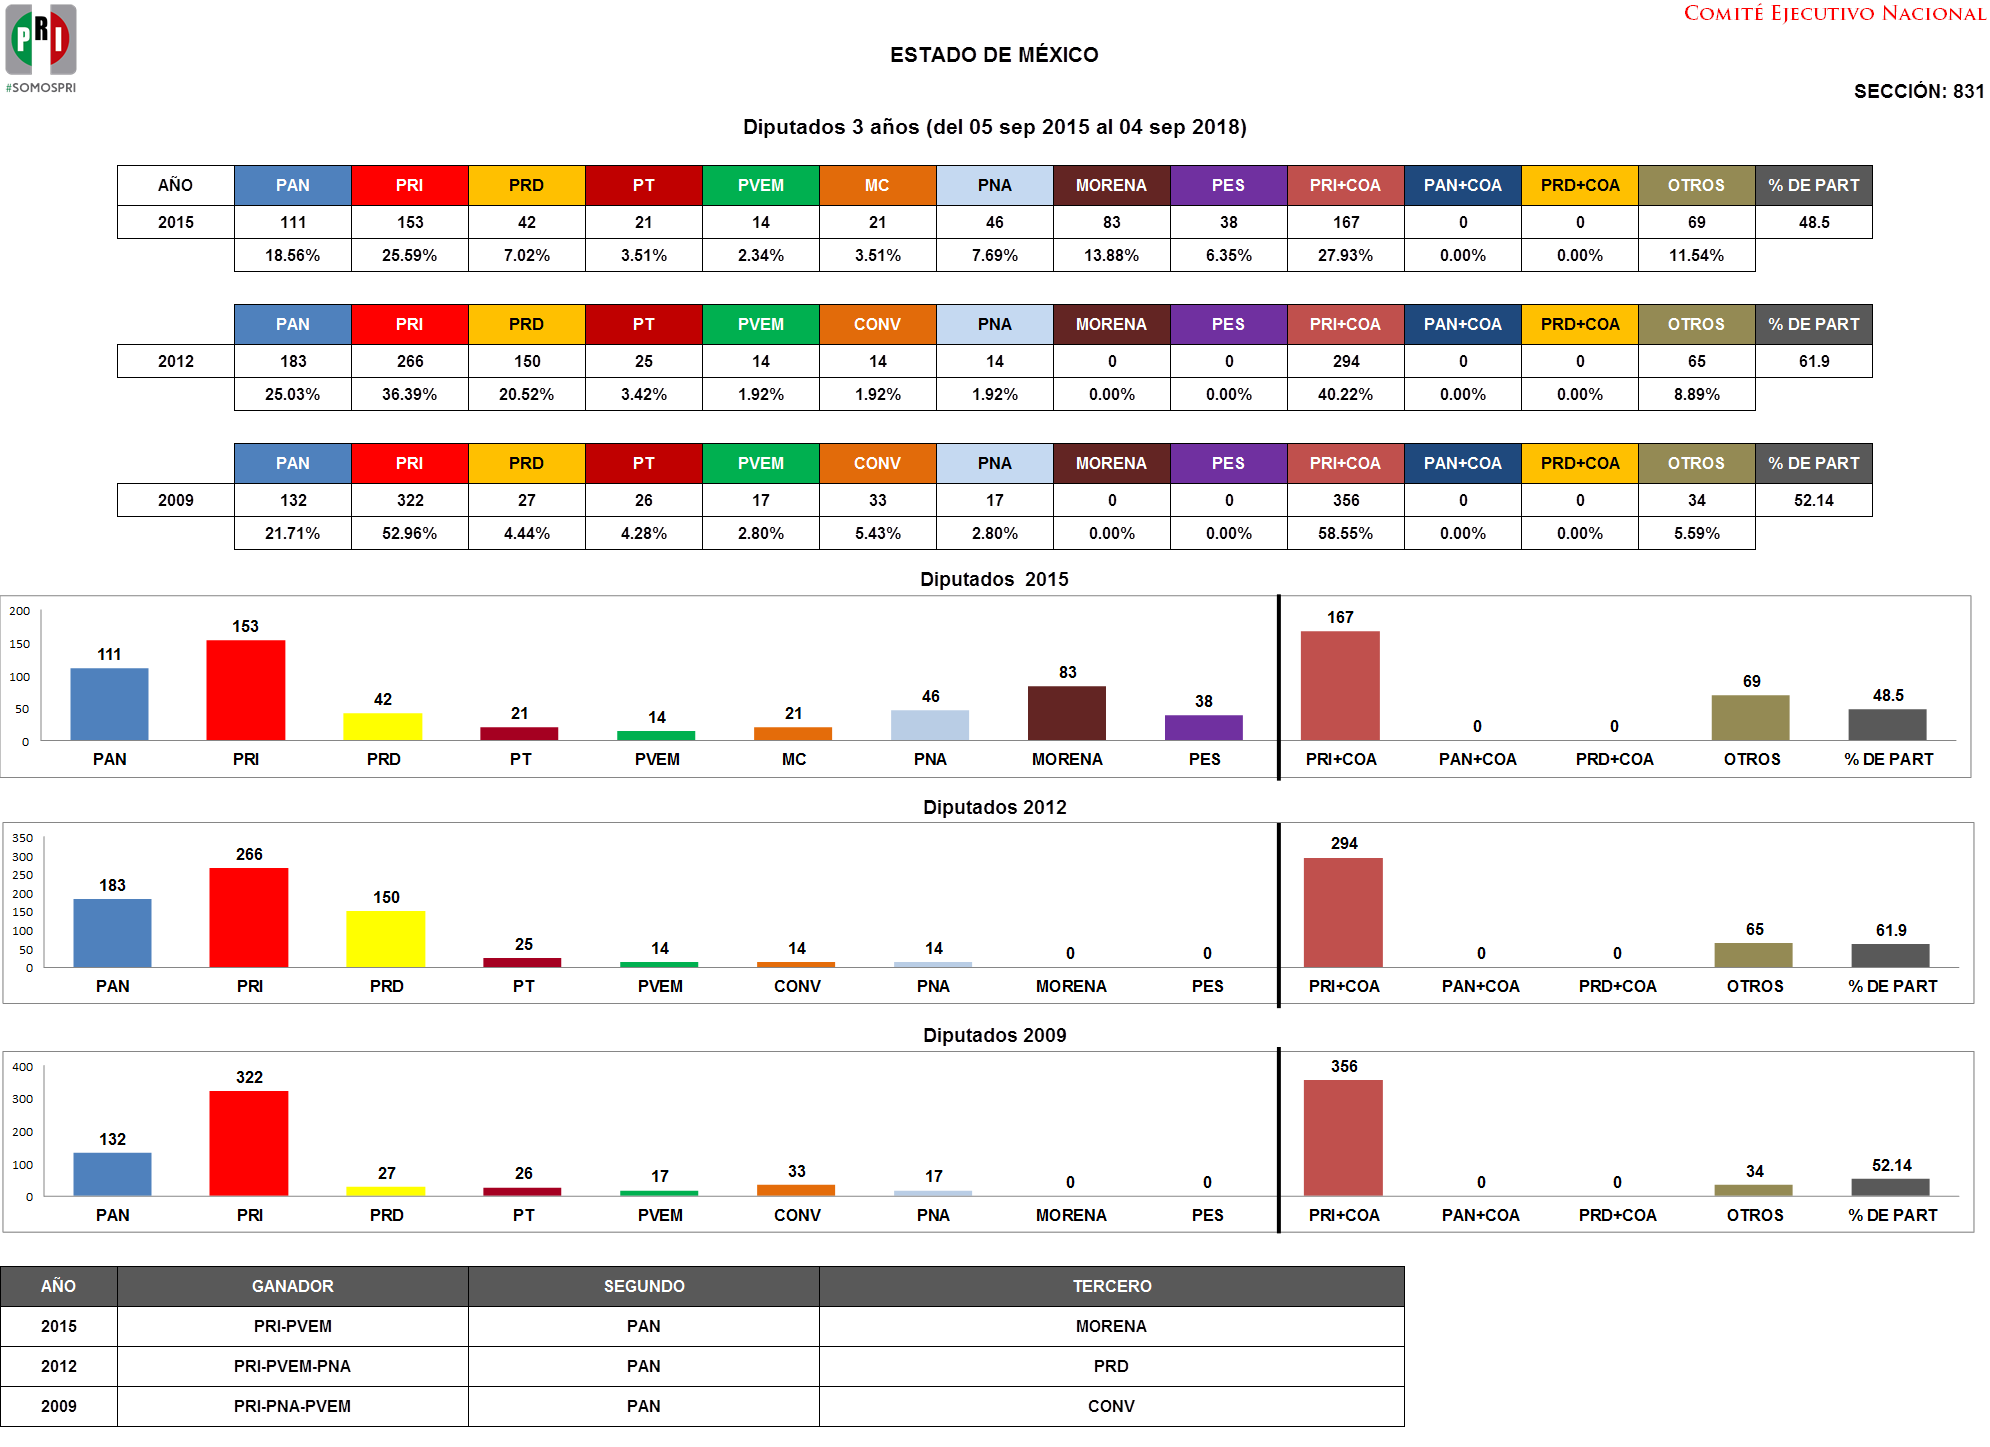 PRI
#SOMOSPRI
COMITÉ EJECUTIVO NACIONAL
ESTADO DE MÉXICO
SECCIÓN: 831
Diputados 3 años (del 05 sep 2015 al 04 sep 2018)
AÑO PAN PRI PRD PT PVEM MC PNA MORENA PES PRI+COA PAN+COA PRD+COA OTROS % DE PART
2015 111 153 42 21 14 21 46 83 38 167 0 0 69 48.5
18.56% 25.59% 7.02% 3.51% 2.34% 3.51% 7.69% 13.88% 6.35% 27.93% 0.00% 0.00% 11.54%
PAN PRI PRD PT PVEM CONV PNA MORENA PES PRI+COA PAN+COA PRD+COA OTROS % DE PART
2012 183 266 150 25 14 14 14 0 0 294 0 0 65 61.9
25.03% 36.39% 20.52% 3.42% 1.92% 1.92% 1.92% 0.00% 0.00% 40.22% 0.00% 0.00% 8.89%
PAN PRI PRD PT PVEM CONV PNA MORENA PES PRI+COA PAN+COA PRD+COA OTROS % DE PART
2009 132 322 27 26 17 33 17 0 0 356 0 0 34 52.14
21.71% 52.96% 4.44% 4.28% 2.80% 5.43% 2.80% 0.00% 0.00% 58.55% 0.00% 0.00% 5.59%
Diputados 2015
200
150
100
50
0
111 153 42 21 14 21 46 83 38 167 0 0 69 48.5
PAN PRI PRD PT PVEM MC PNA MORENA PES PRI+COA PAN+COA PRD+COA OTROS % DE PART
Diputados 2012
350
300
250
200
150
100
50
0
183 266 150 25 14 14 14 0 0 294 0 0 65 61.9
PAN PRI PRD PT PVEM CONV PNA MORENA PES PRI+COA PAN+COA PRD+COA OTROS % DE PART
Diputados 2009
400
300
200
100
0
132 322 27 26 17 33 17 0 0 356 0 0 34 52.14
PAN PRI PRD PT PVEM CONV PNA MORENA PES PRI+COA PAN+COA PRD+COA OTROS % DE PART
AÑO GANADOR SEGUNDO TERCERO
2015 PRI-PVEM PAN MORENA
2012 PRI-PVEM-PNA PAN PRD
2009 PRI-PNA-PVEM PAN CONV